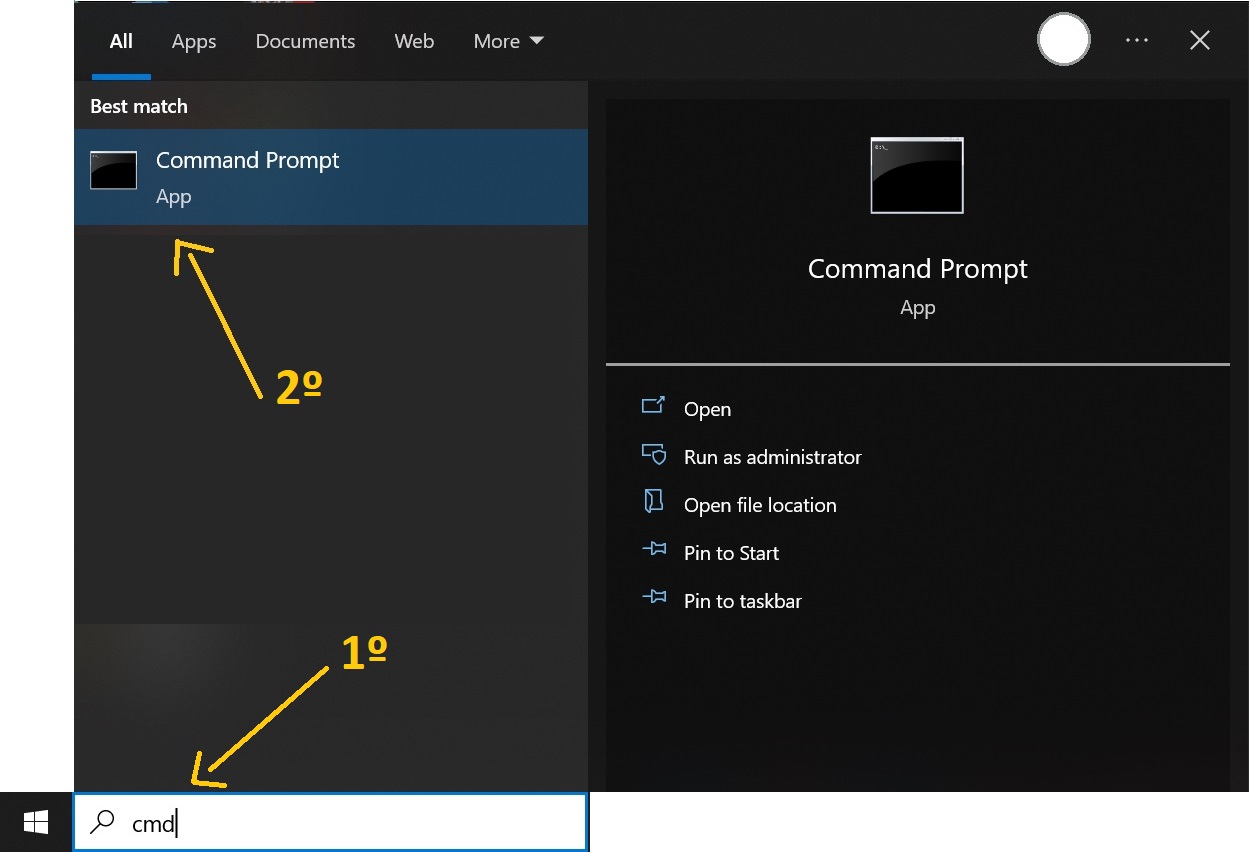 All Apps Documents Web More
Best match
Command Prompt
App
2º
1º
cmd
C:\_
Command Prompt
App
Open
Run as administrator
Open file location
Pin to Start
Pin to taskbar